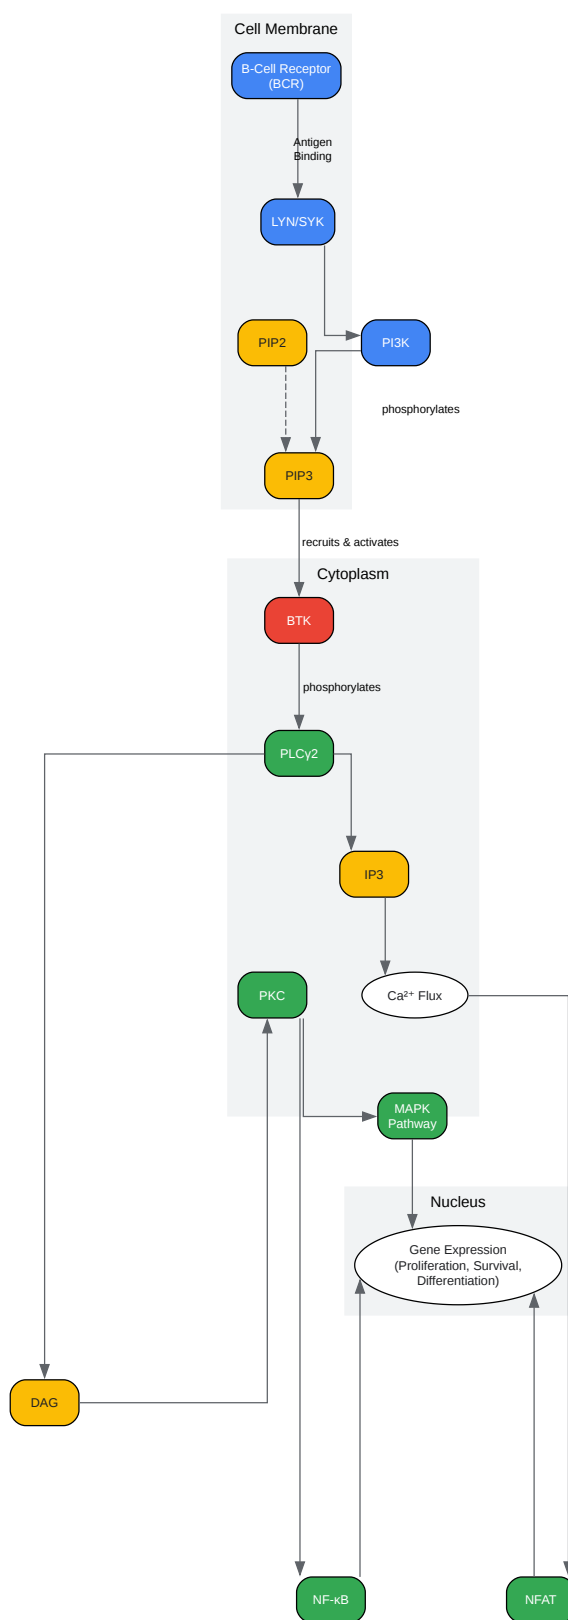 Cell Membrane
B-Cell Receptor
(BCR)
Antigen
Binding
LYN/SYK
PIP2
PI3K
phosphorylates
PIP3
recruits & activates
Cytoplasm
BTK
phosphorylates
PLCγ2
IP3
PKC
Ca²⁺ Flux
MAPK
Pathway
Nucleus
Gene Expression
(Proliferation, Survival,
Differentiation)
DAG
NF-κB
NFAT